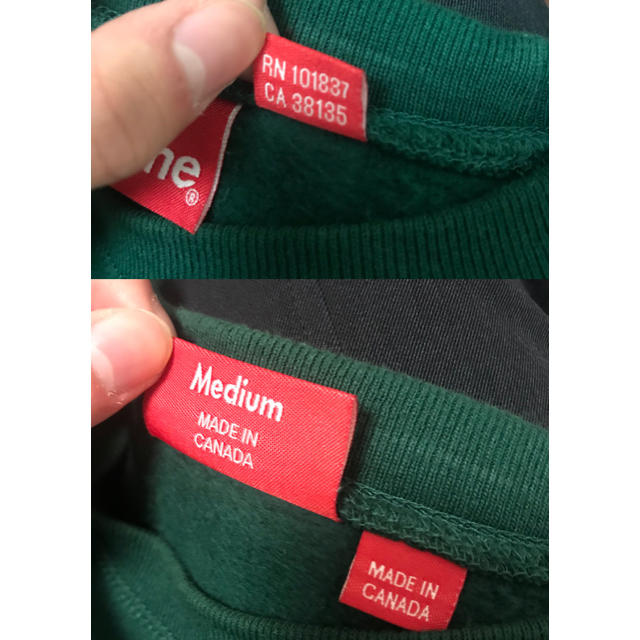 RN 101837
CA 38135
me®
Medium
MADE IN
CANADA
MADE IN
CANADA